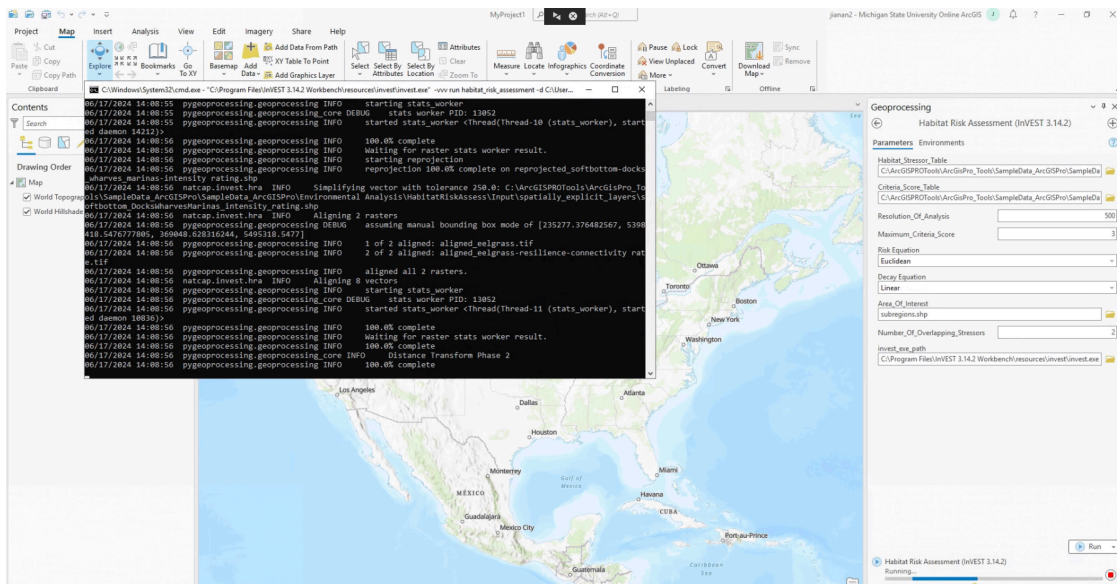 MyProject1
rch (Alt+Q)
jianan2 - Michigan State University Online ArcGIS
J
?
Project Map Insert Analysis View Edit Imagery Share Help
Cut
Copy
Copy Path
Paste
Clipboard
Explore
Bookmarks
Go To XY
Basemap
Add Data
Add Data From Path
XY Table To Point
Add Graphics Layer
Select
Select By Attributes
Select By Location
Attributes
Clear
Zoom To
Measure
Locate
Infographics
Coordinate Conversion
Pause
Lock
View Unplaced
More
Convert
Labeling
Download Map
Sync
Remove
Offline
Contents
Search
Drawing Order
Map
World Topograp
World Hillshade
C:\Windows\System32\cmd.exe - "C:\Program Files\InVEST 3.14.2 Workbench\resources\invest\invest.exe" -vvv run habitat_risk_assessment -d C:\User...
06/17/2024 14:08:55 pygeoprocessing.geoprocessing INFO starting stats_worker
06/17/2024 14:08:55 pygeoprocessing.geoprocessing_core DEBUG stats worker PID: 13052
06/17/2024 14:08:55 pygeoprocessing.geoprocessing INFO started stats_worker <Thread(Thread-10 (stats_worker), start
ed daemon 14212)>
06/17/2024 14:08:56 pygeoprocessing.geoprocessing INFO 100.0% complete
06/17/2024 14:08:56 pygeoprocessing.geoprocessing INFO Waiting for raster stats worker result.
06/17/2024 14:08:56 pygeoprocessing.geoprocessing INFO starting reprojection
06/17/2024 14:08:56 pygeoprocessing.geoprocessing INFO reprojection 100.0% complete on reprojected_softbottom-docks
_wharves_marinas-intensity rating.shp
06/17/2024 14:08:56 natcap.invest.hra INFO Simplifying vector with tolerance 250.0: C:\ArcGISPROTools\ArcGisPro_To
ols\SampleData_ArcGISPro\SampleData_ArcGISPro\Environmental Analysis\HabitatRiskAssess\Input\spatially_explicit_layers\s
oftbottom_DocksWharvesMarinas_intensity_rating.shp
06/17/2024 14:08:56 natcap.invest.hra INFO Aligning 2 rasters
06/17/2024 14:08:56 pygeoprocessing.geoprocessing DEBUG assuming manual bounding box mode of [235277.376482567, 5398
418.5476777805, 369048.628316244, 5495318.5477]
06/17/2024 14:08:56 pygeoprocessing.geoprocessing INFO 1 of 2 aligned: aligned_eelgrass.tif
06/17/2024 14:08:56 pygeoprocessing.geoprocessing INFO 2 of 2 aligned: aligned_eelgrass-resilience-connectivity rat
e.tif
06/17/2024 14:08:56 pygeoprocessing.geoprocessing INFO aligned all 2 rasters.
06/17/2024 14:08:56 natcap.invest.hra INFO Aligning 8 vectors
06/17/2024 14:08:56 pygeoprocessing.geoprocessing INFO starting stats_worker
06/17/2024 14:08:56 pygeoprocessing.geoprocessing_core DEBUG stats worker PID: 13052
06/17/2024 14:08:56 pygeoprocessing.geoprocessing INFO started stats_worker <Thread(Thread-11 (stats_worker), start
ed daemon 10836)>
06/17/2024 14:08:56 pygeoprocessing.geoprocessing INFO 100.0% complete
06/17/2024 14:08:56 pygeoprocessing.geoprocessing INFO Waiting for raster stats worker result.
06/17/2024 14:08:56 pygeoprocessing.geoprocessing INFO 100.0% complete
06/17/2024 14:08:56 pygeoprocessing.geoprocessing_core INFO Distance Transform Phase 2
06/17/2024 14:08:56 pygeoprocessing.geoprocessing INFO 100.0% complete
Ottawa
Toronto
Boston
New York
Washington
Los Angeles
Atlanta
Dallas
Houston
Monterrey
Gulf of
Mexico
Miami
MÉXICO
Havana
CUBA
Guadalajara
Mexico City
Port-au-Prince
Guatemala
Caribbean
Sea
Geoprocessing
Habitat Risk Assessment (InVEST 3.14.2)
Parameters Environments
Habitat_Stressor_Table
C:\ArcGISPROTools\ArcGisPro_Tools\SampleData_ArcGISPro\SampleDa
Criteria_Score_Table
C:\ArcGISPROTools\ArcGisPro_Tools\SampleData_ArcGISPro\SampleDa
Resolution_Of_Analysis 500
Maximum_Criteria_Score 3
Risk Equation
Euclidean
Decay Equation
Linear
Area_Of_Interest
subregions.shp
Number_Of_Overlapping_Stressors 2
invest_exe_path
C:\Program Files\InVEST 3.14.2 Workbench\resources\invest\invest.exe
Run
Habitat Risk Assessment (InVEST 3.14.2)
Running...